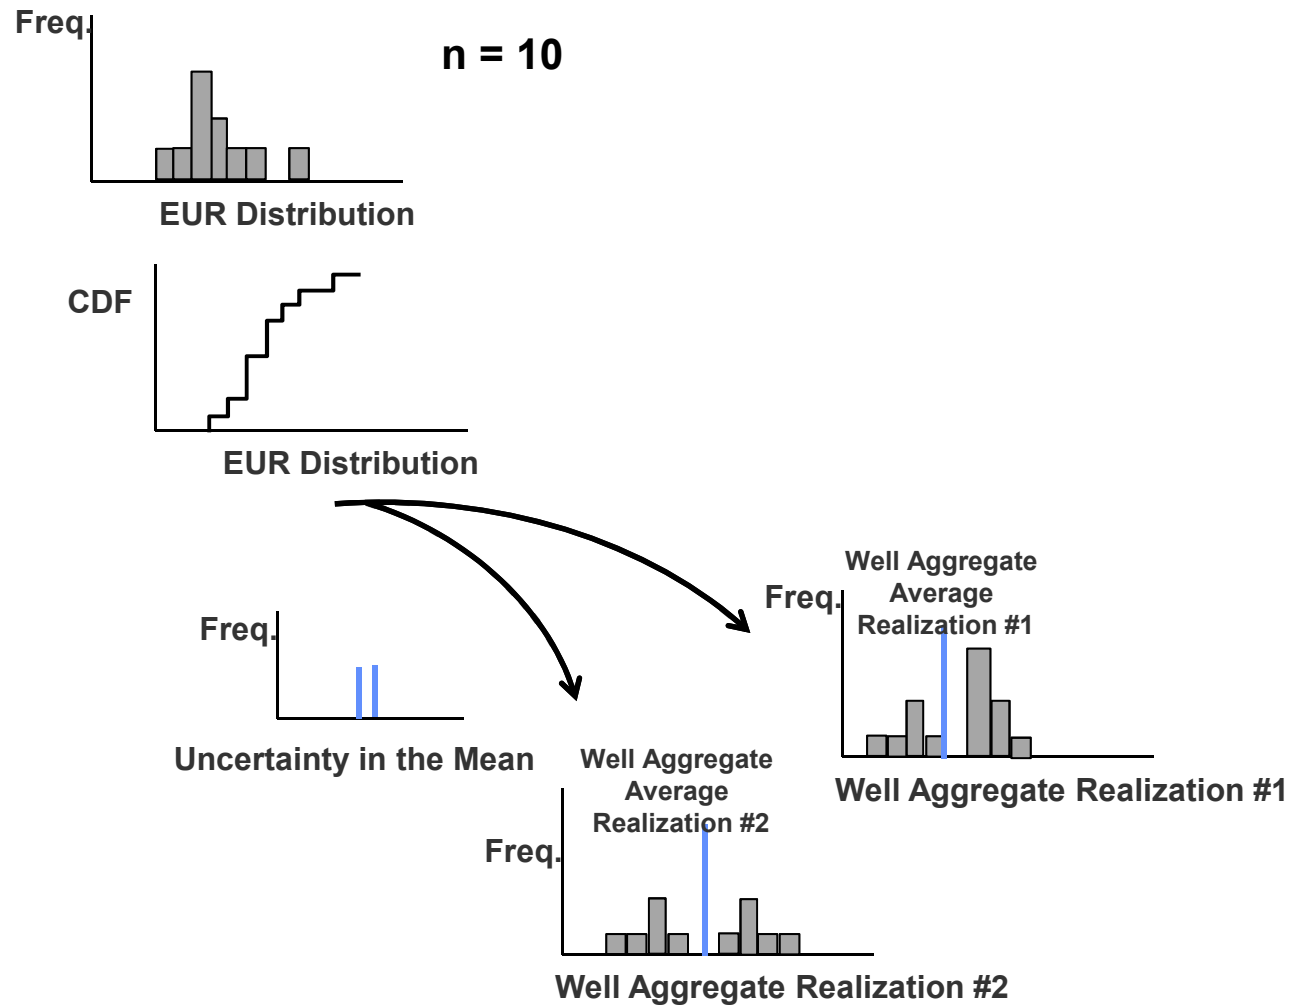 Freq.
n = 10
EUR Distribution
CDF
EUR Distribution
Well Aggregate
Average
Realization #1
Freq.
Freq.
Uncertainty in the Mean
Well Aggregate Realization #1
Well Aggregate
Average
Realization #2
Freq.
Well Aggregate Realization #2